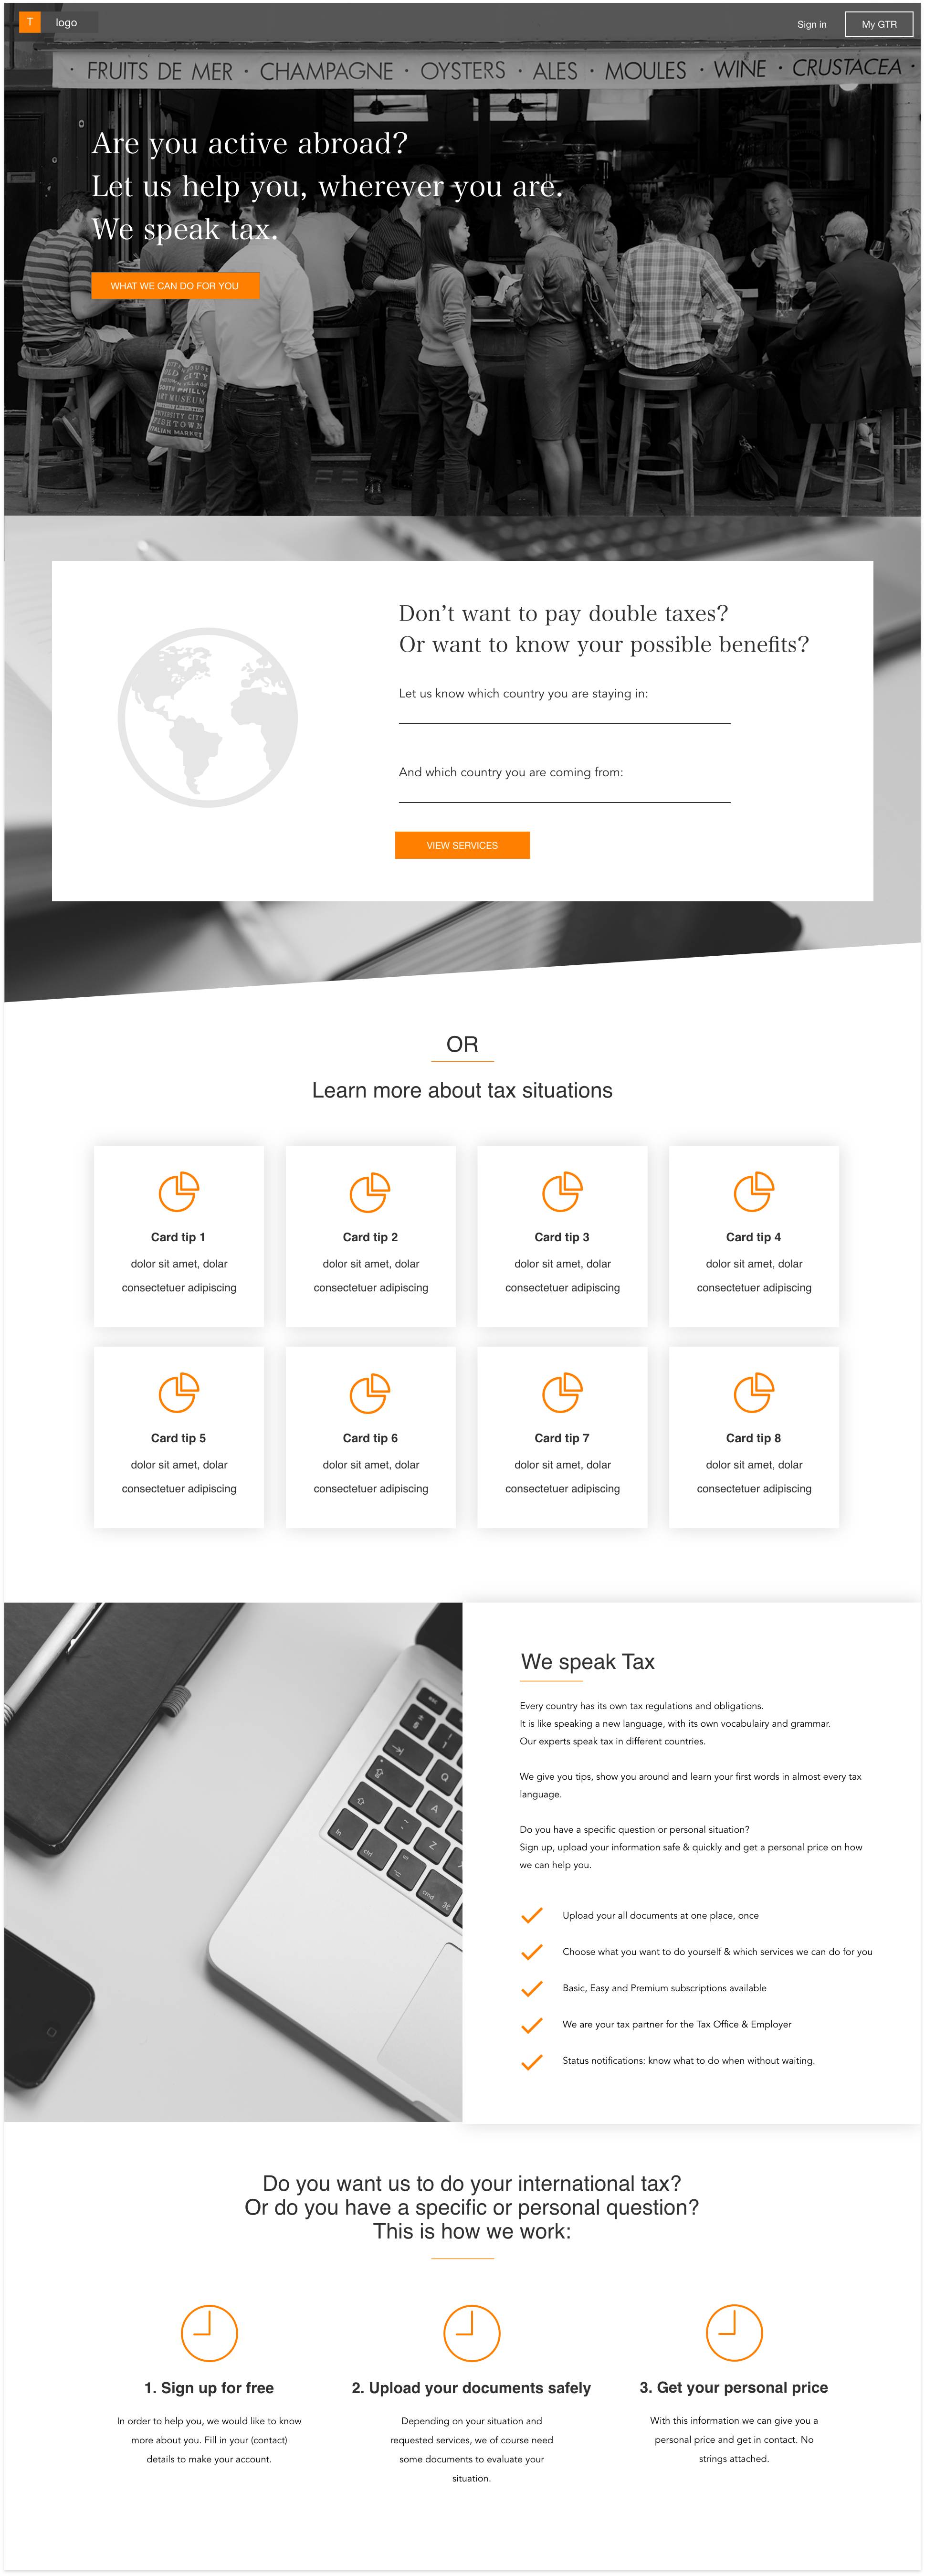 T logo
Sign in
My GTR
· FRUITS DE MER · CHAMPAGNE · OYSTERS · ALES · MOULES · WINE · CRUSTACEA ·
Are you active abroad?
Let us help you, wherever you are.
We speak tax.
WHAT WE CAN DO FOR YOU
SOUTH PHILLY
ART MUSEUM
UNIVERSITY CITY
FISHTOWN
ITALIAN MARKET
Don’t want to pay double taxes?
Or want to know your possible benefits?
Let us know which country you are staying in:
And which country you are coming from:
VIEW SERVICES
OR
Learn more about tax situations
Card tip 1
dolor sit amet, dolar
consectetuer adipiscing
Card tip 2
dolor sit amet, dolar
consectetuer adipiscing
Card tip 3
dolor sit amet, dolar
consectetuer adipiscing
Card tip 4
dolor sit amet, dolar
consectetuer adipiscing
Card tip 5
dolor sit amet, dolar
consectetuer adipiscing
Card tip 6
dolor sit amet, dolar
consectetuer adipiscing
Card tip 7
dolor sit amet, dolar
consectetuer adipiscing
Card tip 8
dolor sit amet, dolar
consectetuer adipiscing
esc
Q
A
Z
fn
ctrl
alt
cmd
We speak Tax
Every country has its own tax regulations and obligations.
It is like speaking a new language, with its own vocabulairy and grammar.
Our experts speak tax in different countries.
We give you tips, show you around and learn your first words in almost every tax
language.
Do you have a specific question or personal situation?
Sign up, upload your information safe & quickly and get a personal price on how
we can help you.
Upload your all documents at one place, once
Choose what you want to do yourself & which services we can do for you
Basic, Easy and Premium subscriptions available
We are your tax partner for the Tax Office & Employer
Status notifications: know what to do when without waiting.
Do you want us to do your international tax?
Or do you have a specific or personal question?
This is how we work:
1. Sign up for free
In order to help you, we would like to know
more about you. Fill in your (contact)
details to make your account.
2. Upload your documents safely
Depending on your situation and
requested services, we of course need
some documents to evaluate your
situation.
3. Get your personal price
With this information we can give you a
personal price and get in contact. No
strings attached.